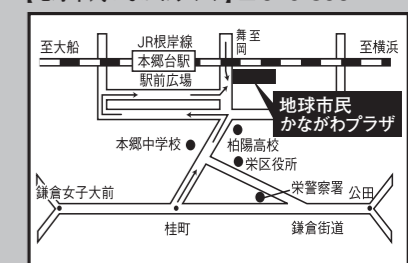 至大船
JR根岸線
舞岡
至
至横浜
本郷台駅
駅前広場
地球市民
かながわプラザ
本郷中学校
柏陽高校
栄区役所
鎌倉女子大前
栄警察署
公田
桂町
鎌倉街道